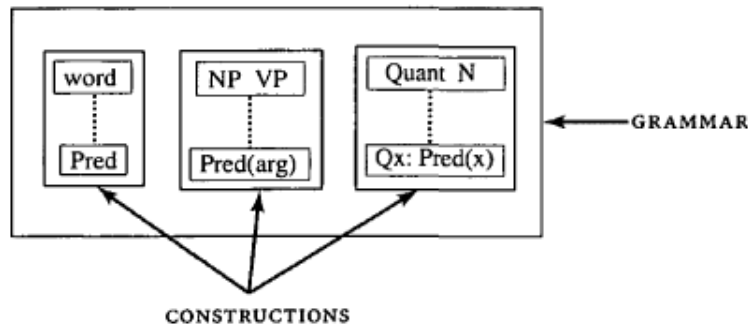 word NP VP Quant N
GRAMMAR
Pred Pred(arg) Qx: Pred(x)
CONSTRUCTIONS